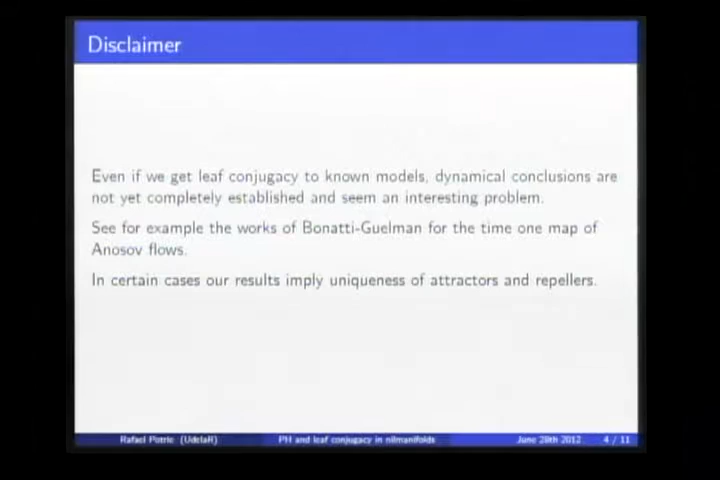 Disclaimer
Even if we get leaf conjugacy to known models, dynamical conclusions are
not yet completely established and seem an interesting problem.
See for example the works of Bonatti-Guelman for the time one map of
Anosov flows.
In certain cases our results imply uniqueness of attractors and repellers.
Rafael Potrie (UdelaR) PH and leaf conjugacy in nilmanifolds June 28th 2012 4 / 11